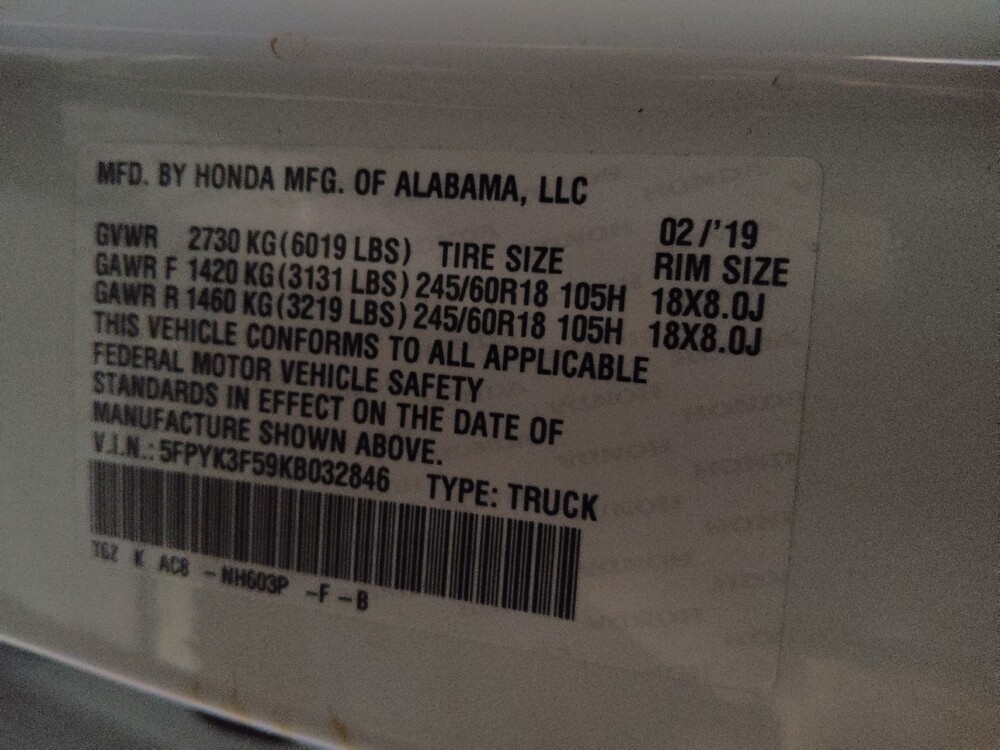 MFD. BY HONDA MFG. OF ALABAMA, LLC
02/'19
GVWR 2730 KG(6019 LBS) TIRE SIZE RIM SIZE
GAWR F 1420 KG(3131 LBS) 245/60R18 105H 18X8.0J
GAWR R 1460 KG(3219 LBS) 245/60R18 105H 18X8.0J
THIS VEHICLE CONFORMS TO ALL APPLICABLE
FEDERAL MOTOR VEHICLE SAFETY
STANDARDS IN EFFECT ON THE DATE OF
MANUFACTURE SHOWN ABOVE.
V.I.N.: 5FPYK3F59KB032846 TYPE: TRUCK
TGZ K AC8 -NH603P -F -B